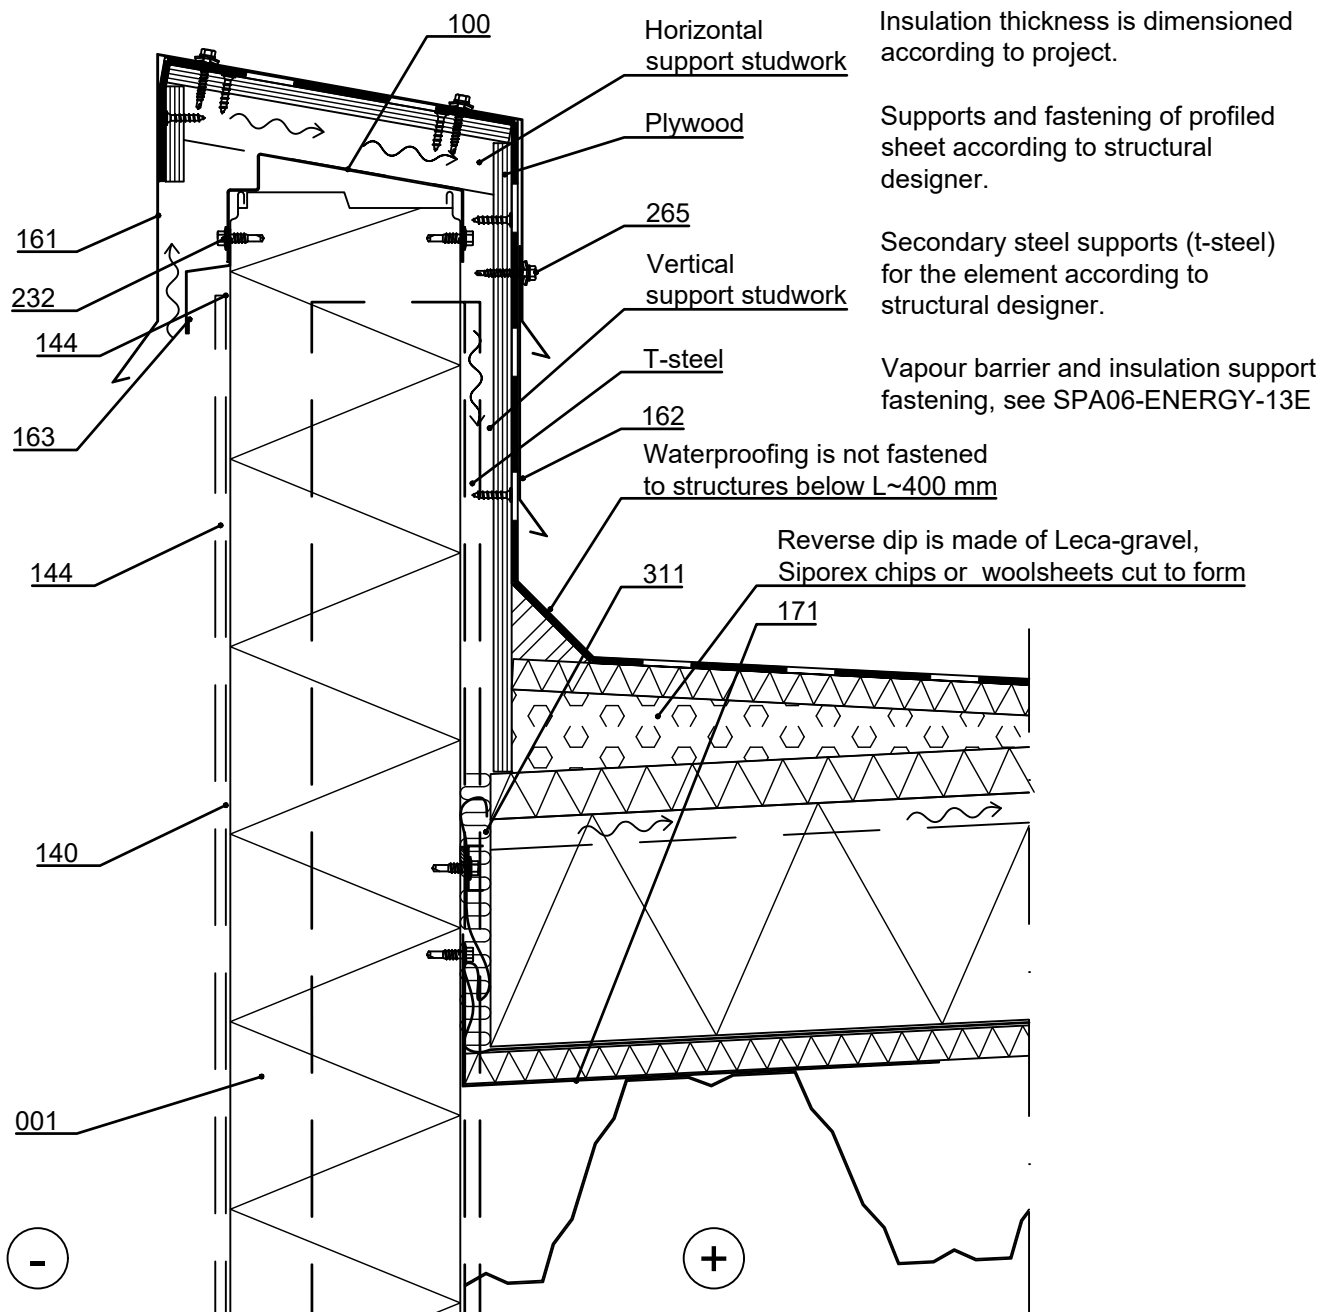 100
Horizontal
support studwork
Plywood
161
265
Vertical
support studwork
232
144
T-steel
163
162
Waterproofing is not fastened
to structures below L~400 mm
144
311
Reverse dip is made of Leca-gravel,
Siporex chips or woolsheets cut to form
171
140
001
-
+
Insulation thickness is dimensioned
according to project.
Supports and fastening of profiled
sheet according to structural
designer.
Secondary steel supports (t-steel)
for the element according to
structural designer.
Vapour barrier and insulation support
fastening, see SPA06-ENERGY-13E